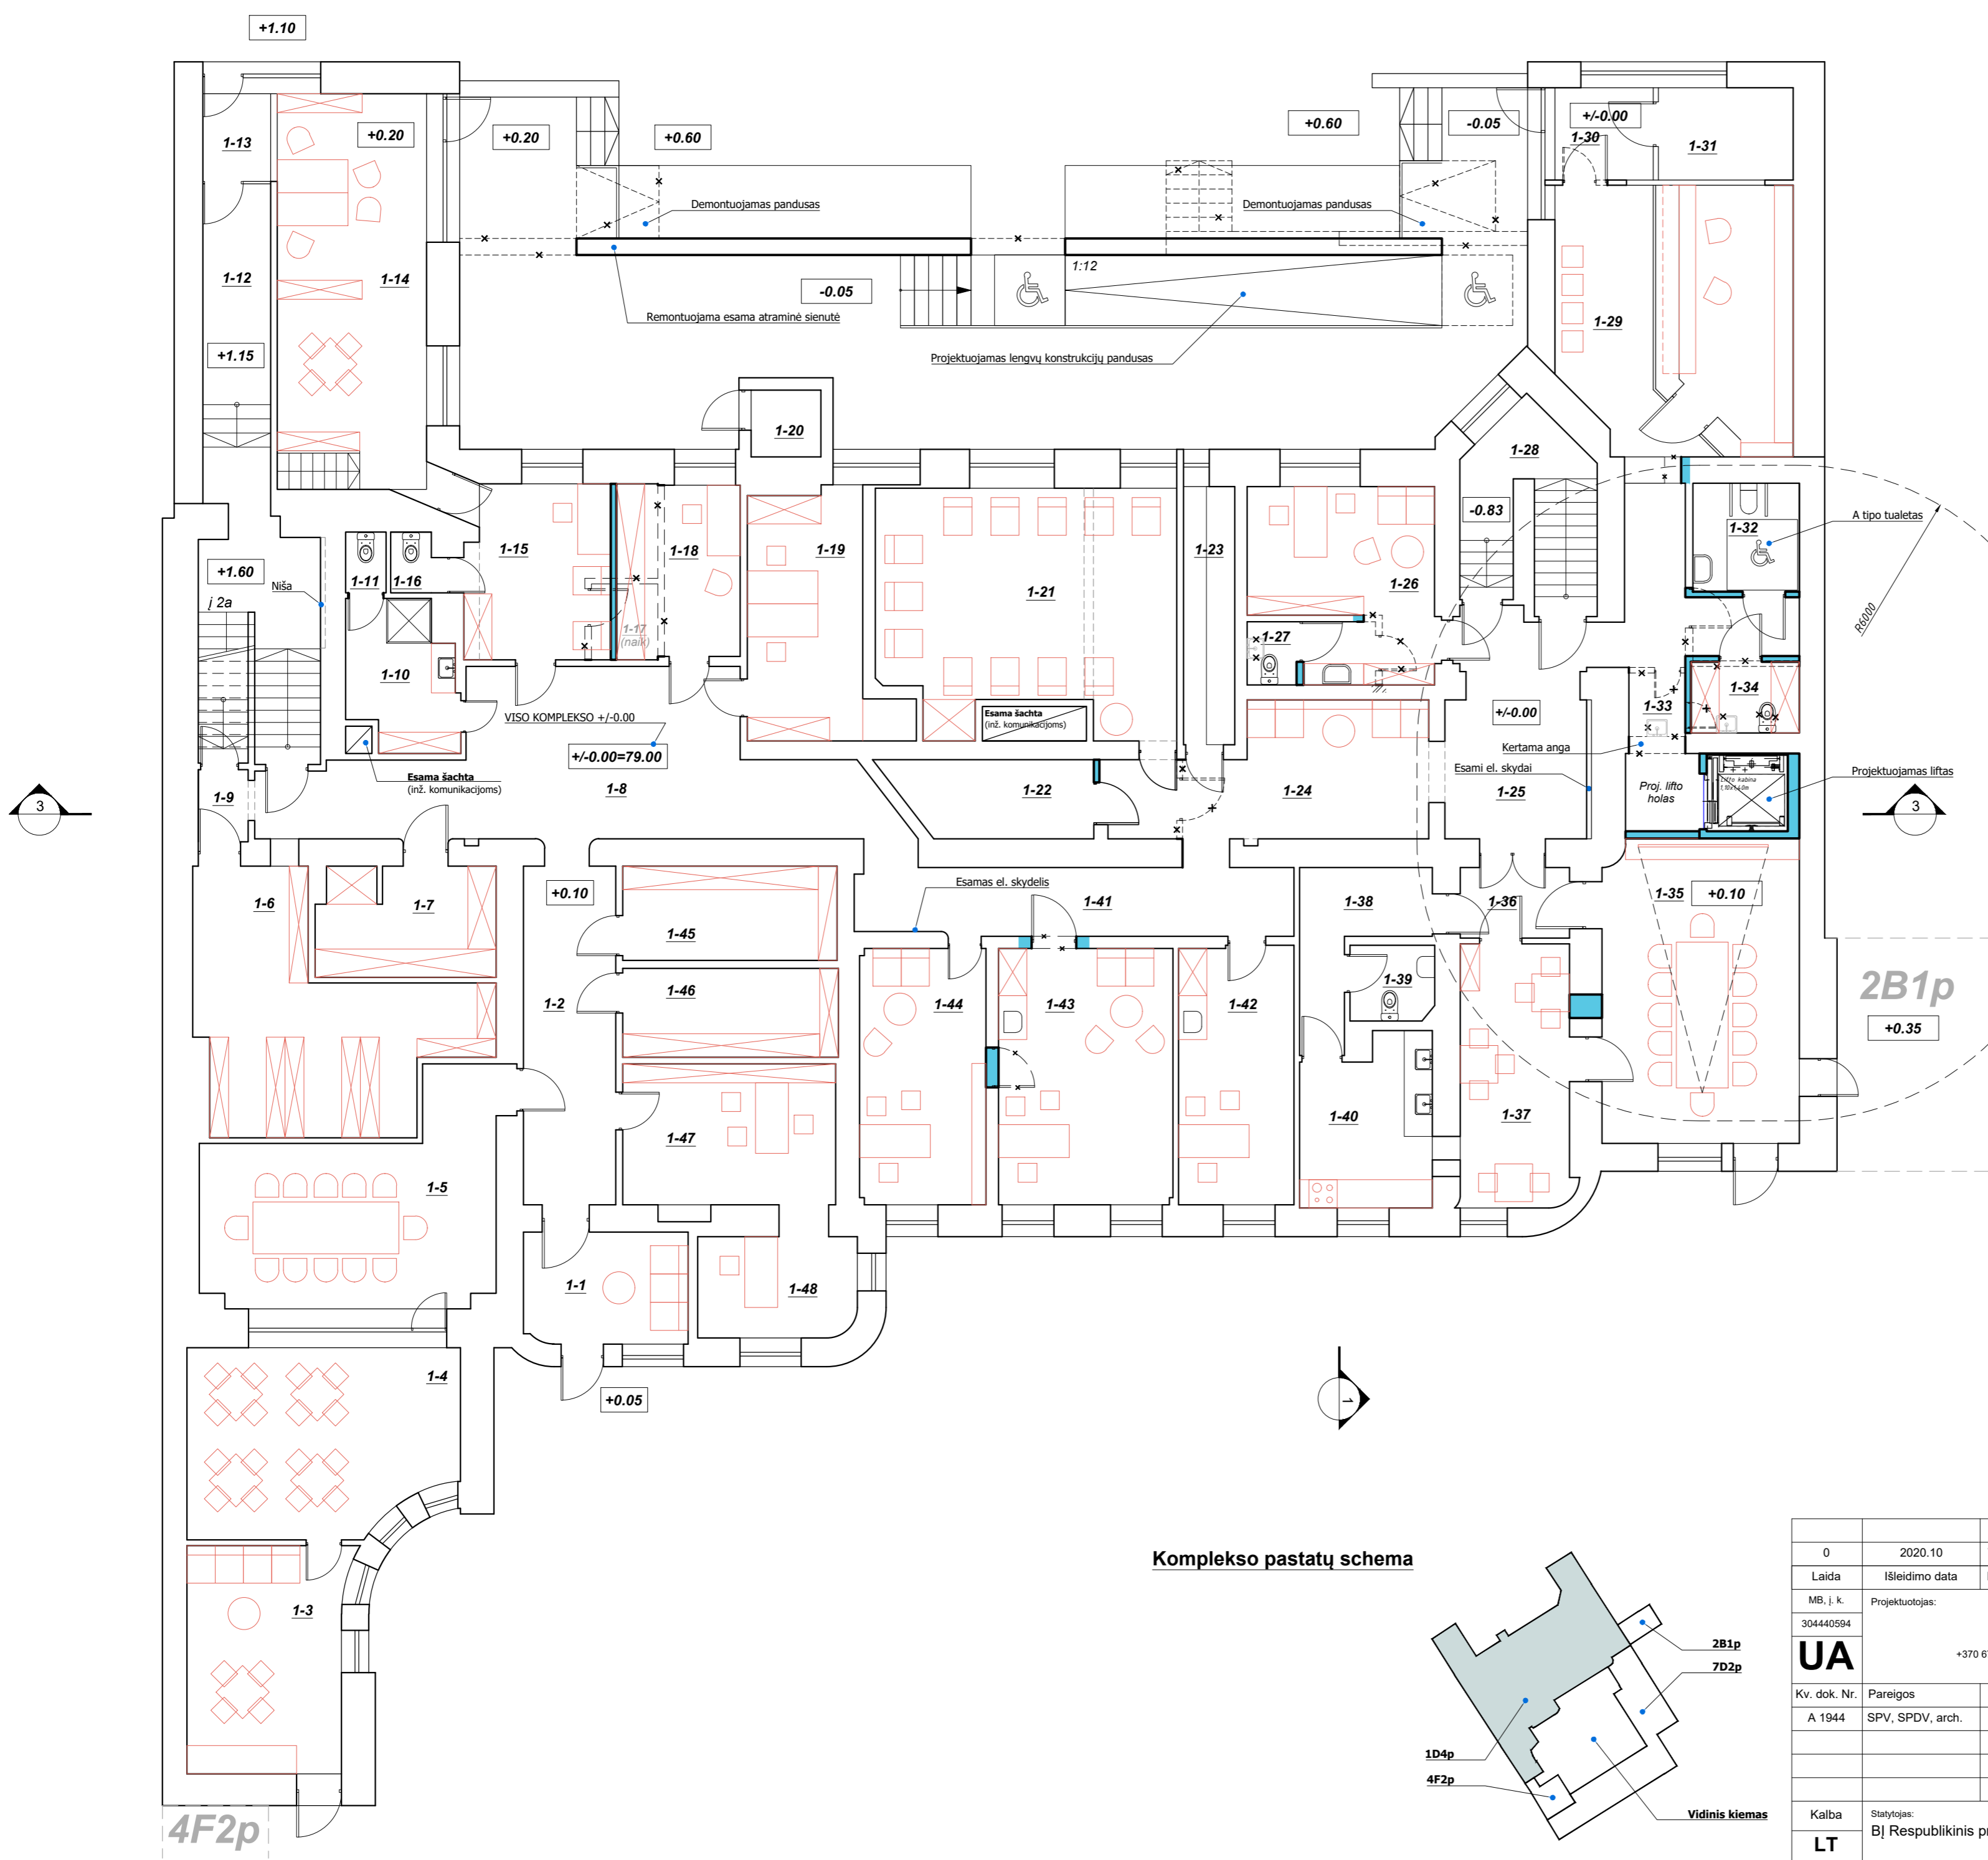 +1.10
+0.20
+0.20
+0.60
+0.60
-0.05
+/-0.00
1-13
1-30
1-31
Demontuojamas pandusas
Demontuojamas pandusas
1-12
1-14
1:12
-0.05
Remontuojama esama atraminė sienutė
1-29
+1.15
Projektuojamas lengvų konstrukcijų pandusas
1-20
1-28
-0.83
1-32
A tipo tualetas
1-15
1-18
1-19
1-23
+1.60
Niša
1-11
1-16
1-21
1-26
į 2a
R6000
1-17
(naik)
1-27
1-10
1-34
VISO KOMPLEKSO +/-0.00
Esama šachta
(inž. komunikacijoms)
+/-0.00
1-33
+/-0.00=79.00
Kertama anga
Esami el. skydai
Esama šachta
(inž. komunikacijoms)
1-8
1-22
1-24
1-25
Proj. lifto
holas
Lifto kabina
1,10x1,40m
Projektuojamas liftas
1-9
3
3
+0.10
Esamas el. skydelis
1-6
1-7
1-41
1-38
1-36
1-35
+0.10
1-45
1-39
2B1p
1-2
1-46
1-44
1-43
1-42
+0.35
1-47
1-40
1-37
1-5
1-1
1-48
1-4
+0.05
1
1-3
4F2p
Komplekso pastatų schema
2B1p
7D2p
1D4p
4F2p
Vidinis kiemas
0
2020.10
Laida
Išleidimo data
MB, į. k.
Projektuotojas:
304440594
UA
+370 6
Kv. dok. Nr.
Pareigos
A 1944
SPV, SPDV, arch.
Kalba
Statytojas:
LT
BĮ Respublikinis